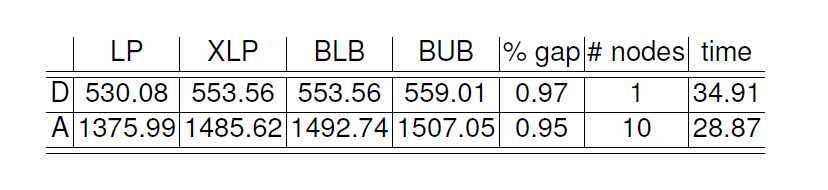 LP XLP BLB BUB % gap # nodes time
D 530.08 553.56 553.56 559.01 0.97 1 34.91
A 1375.99 1485.62 1492.74 1507.05 0.95 10 28.87